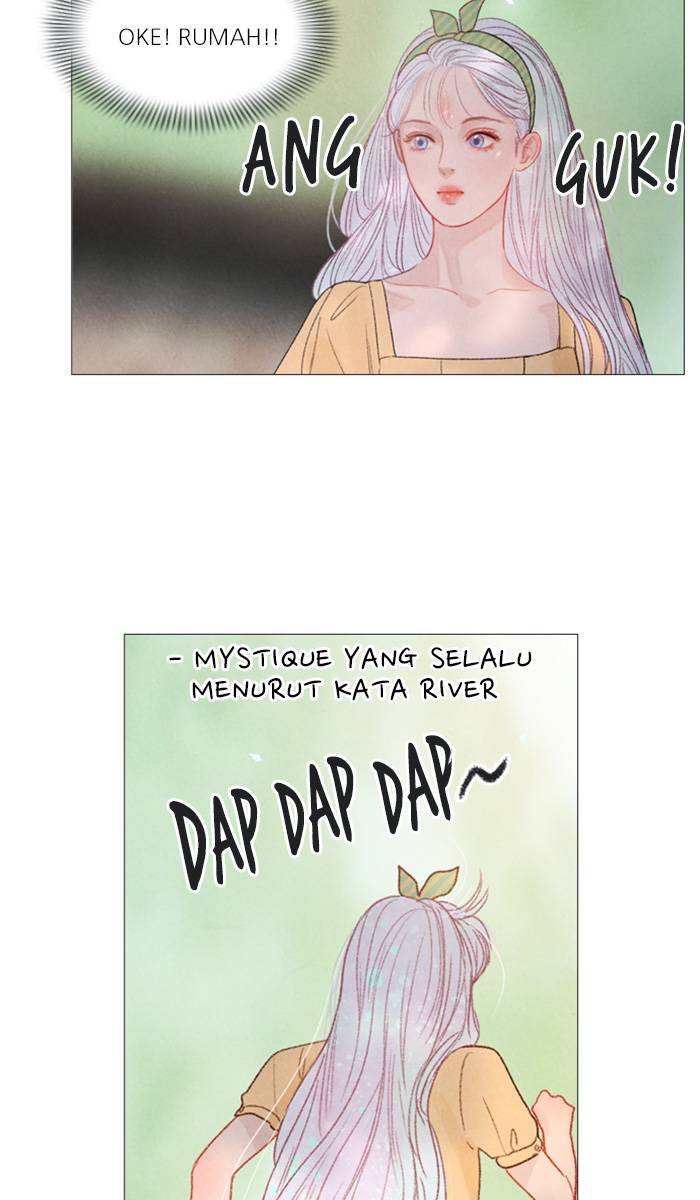 OKE! RUMAH!!
ANG GUK!
- MYSTIQUE YANG SELALU
MENURUT KATA RIVER
DAP DAP DAP~